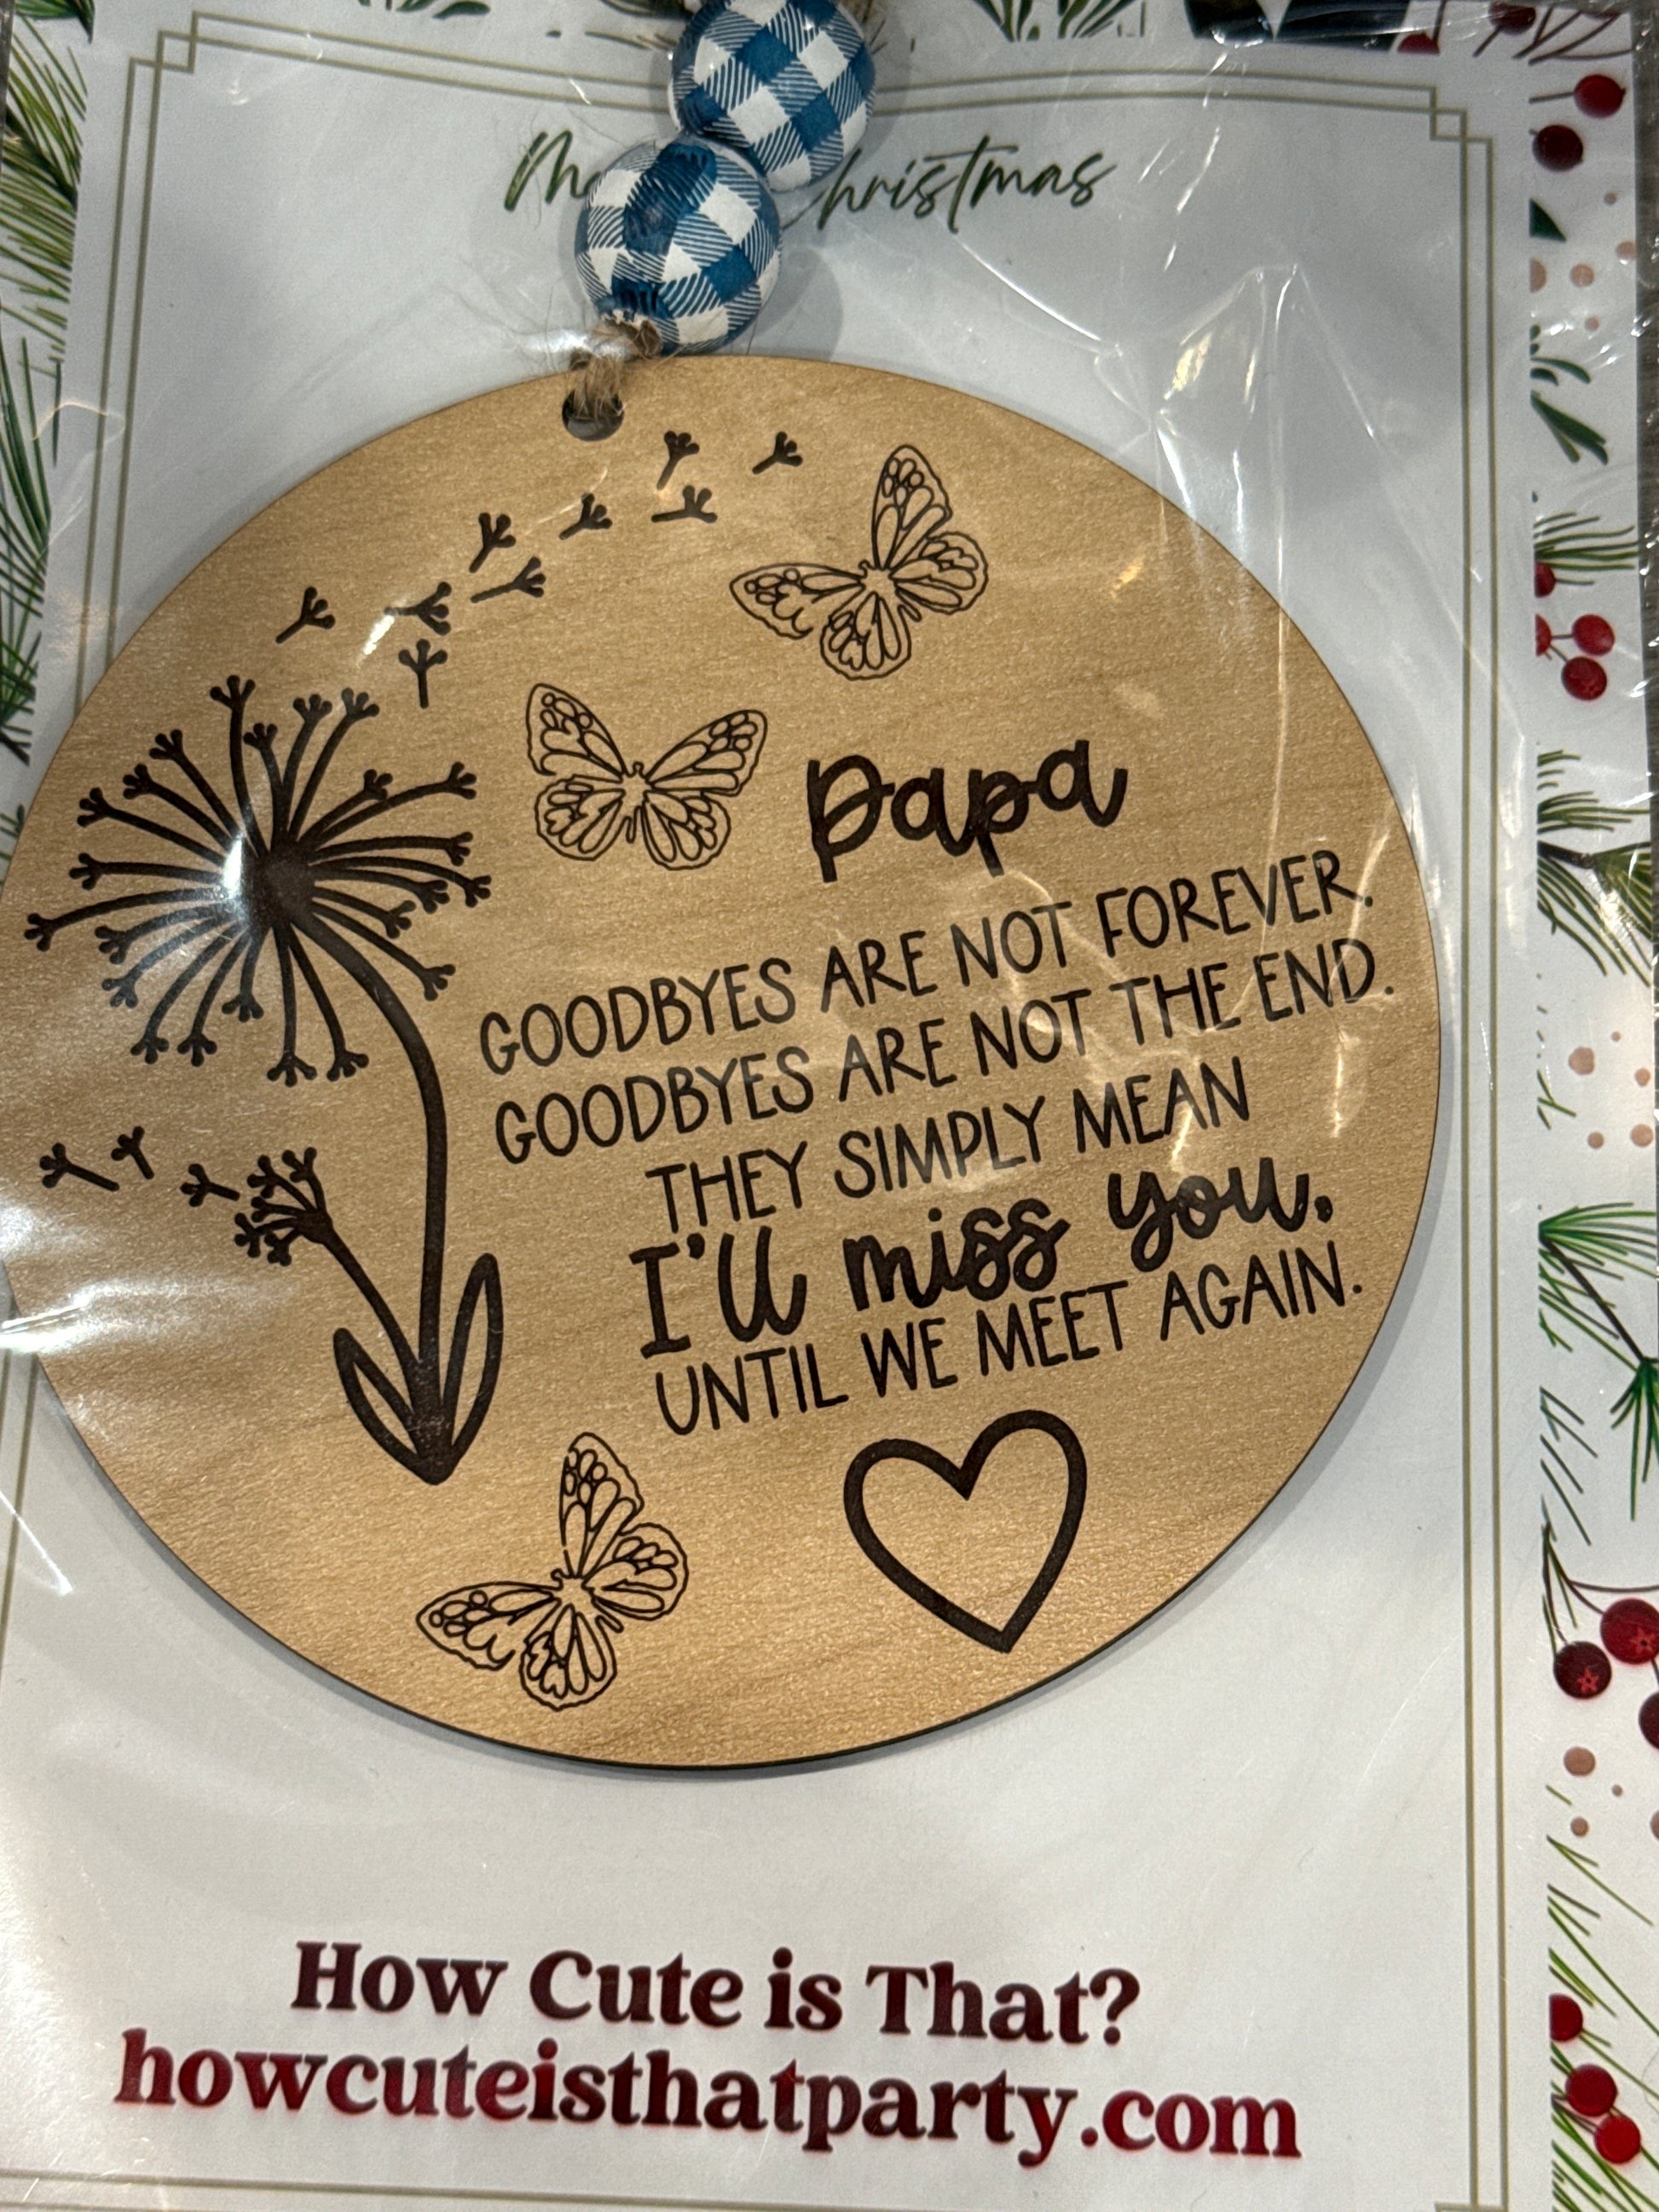 Christmas
Papa
GOODBYES ARE NOT FOREVER.
GOODBYES ARE NOT THE END.
THEY SIMPLY MEAN
I'll miss you,
UNTIL WE MEET AGAIN.
How Cute is That?
howcuteisthatparty.com